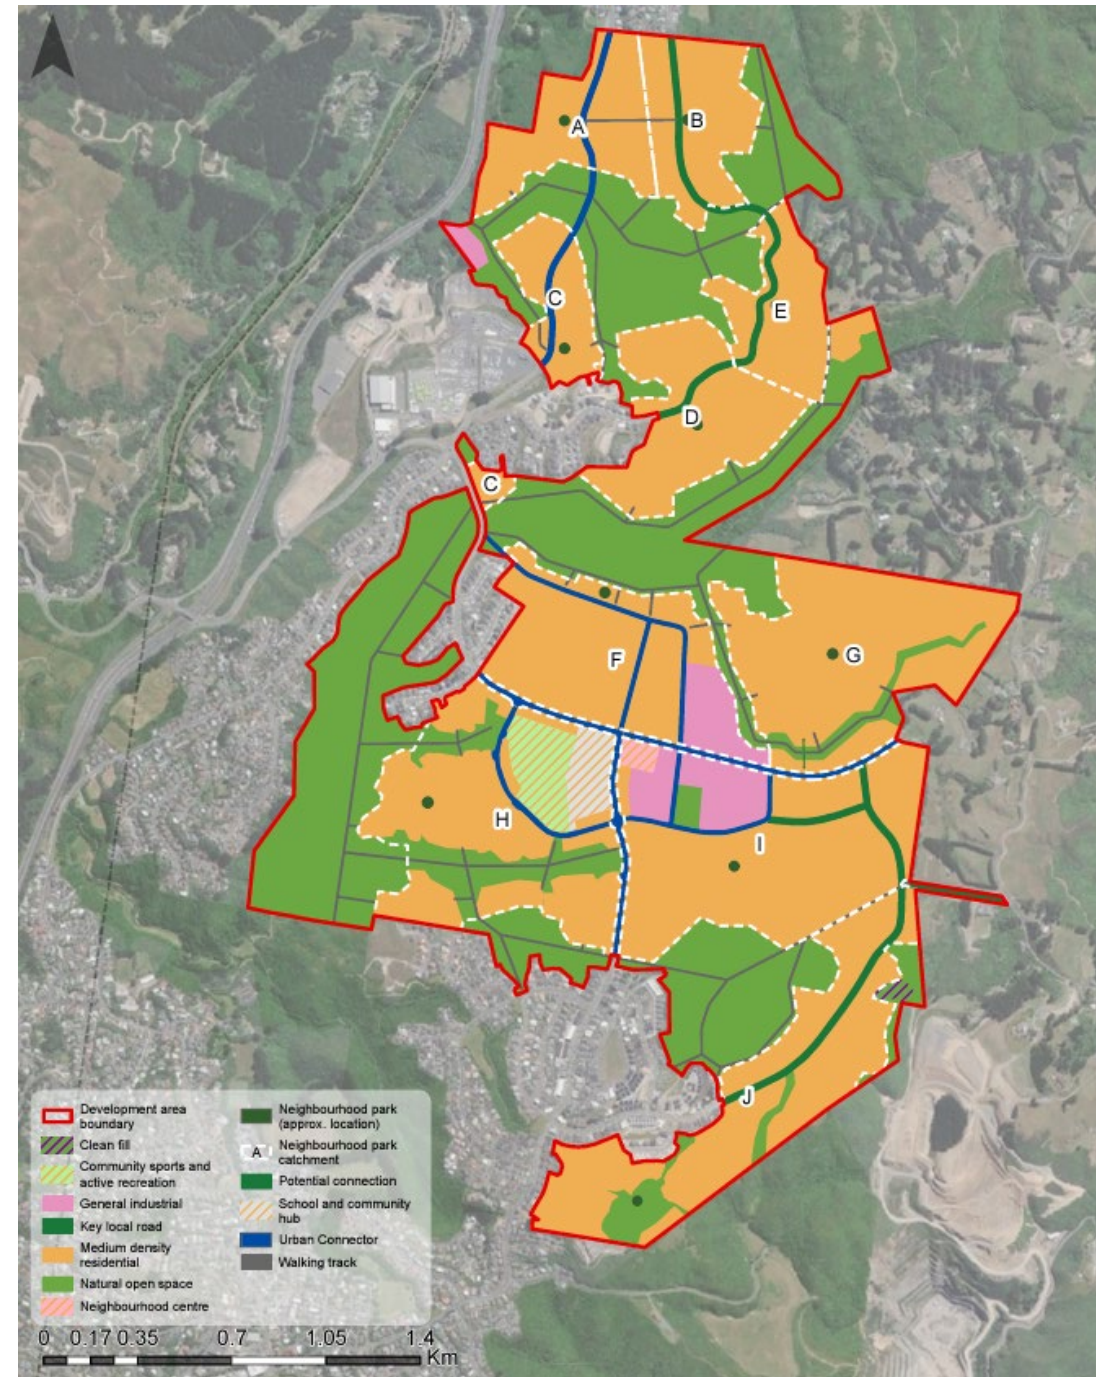 A
B
C
E
D
C
F
G
H
I
J
Development area
boundary
Clean fill
Community sports and
active recreation
General industrial
Key local road
Medium density
residential
Natural open space
Neighbourhood centre
Neighbourhood park
(approx. location)
A
Neighbourhood park
catchment
Potential connection
School and community
hub
Urban Connector
Walking track
0 0.17 0.35 0.7 1.05 1.4
Km